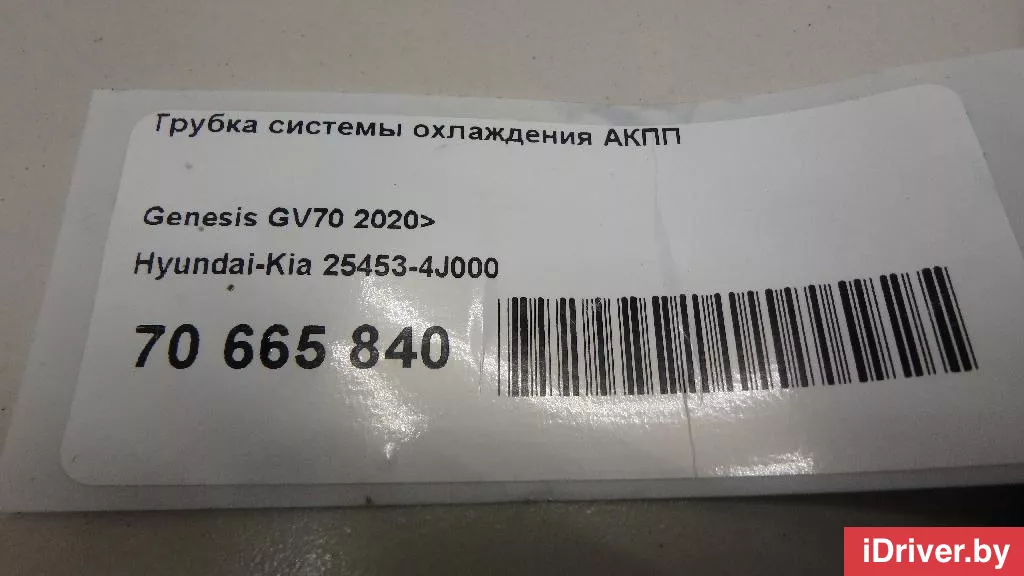 Трубка системы охлаждения АКПП
Genesis GV70 2020>
Hyundai-Kia 25453-4J000
70 665 840
iDriver.by